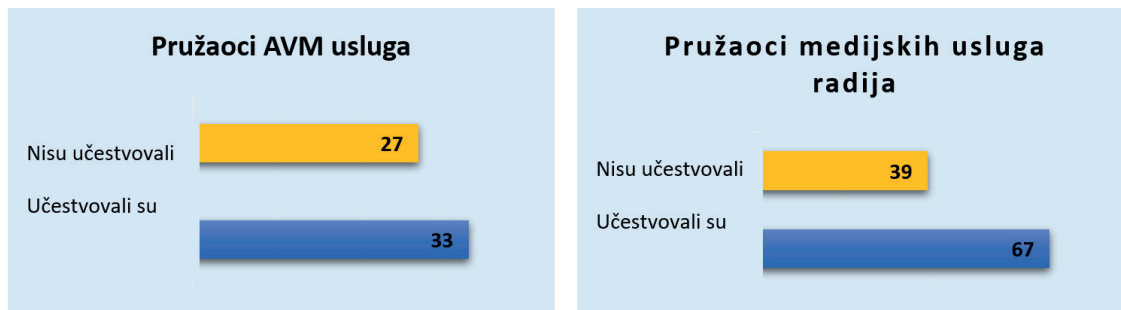 Pružaoci AVM usluga
Nisu učestvovali
27
Učestvovali su
33
Pružaoci medijskih usluga
radija
Nisu učestvovali
39
Učestvovali su
67